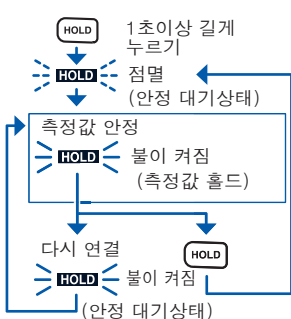 HOLD
1초이상 길게
누르기
HOLD 점멸
(안정 대기상태)
측정값 안정
HOLD 불이 켜짐
(측정값 홀드)
다시 연결
HOLD
HOLD 불이 켜짐
(안정 대기상태)